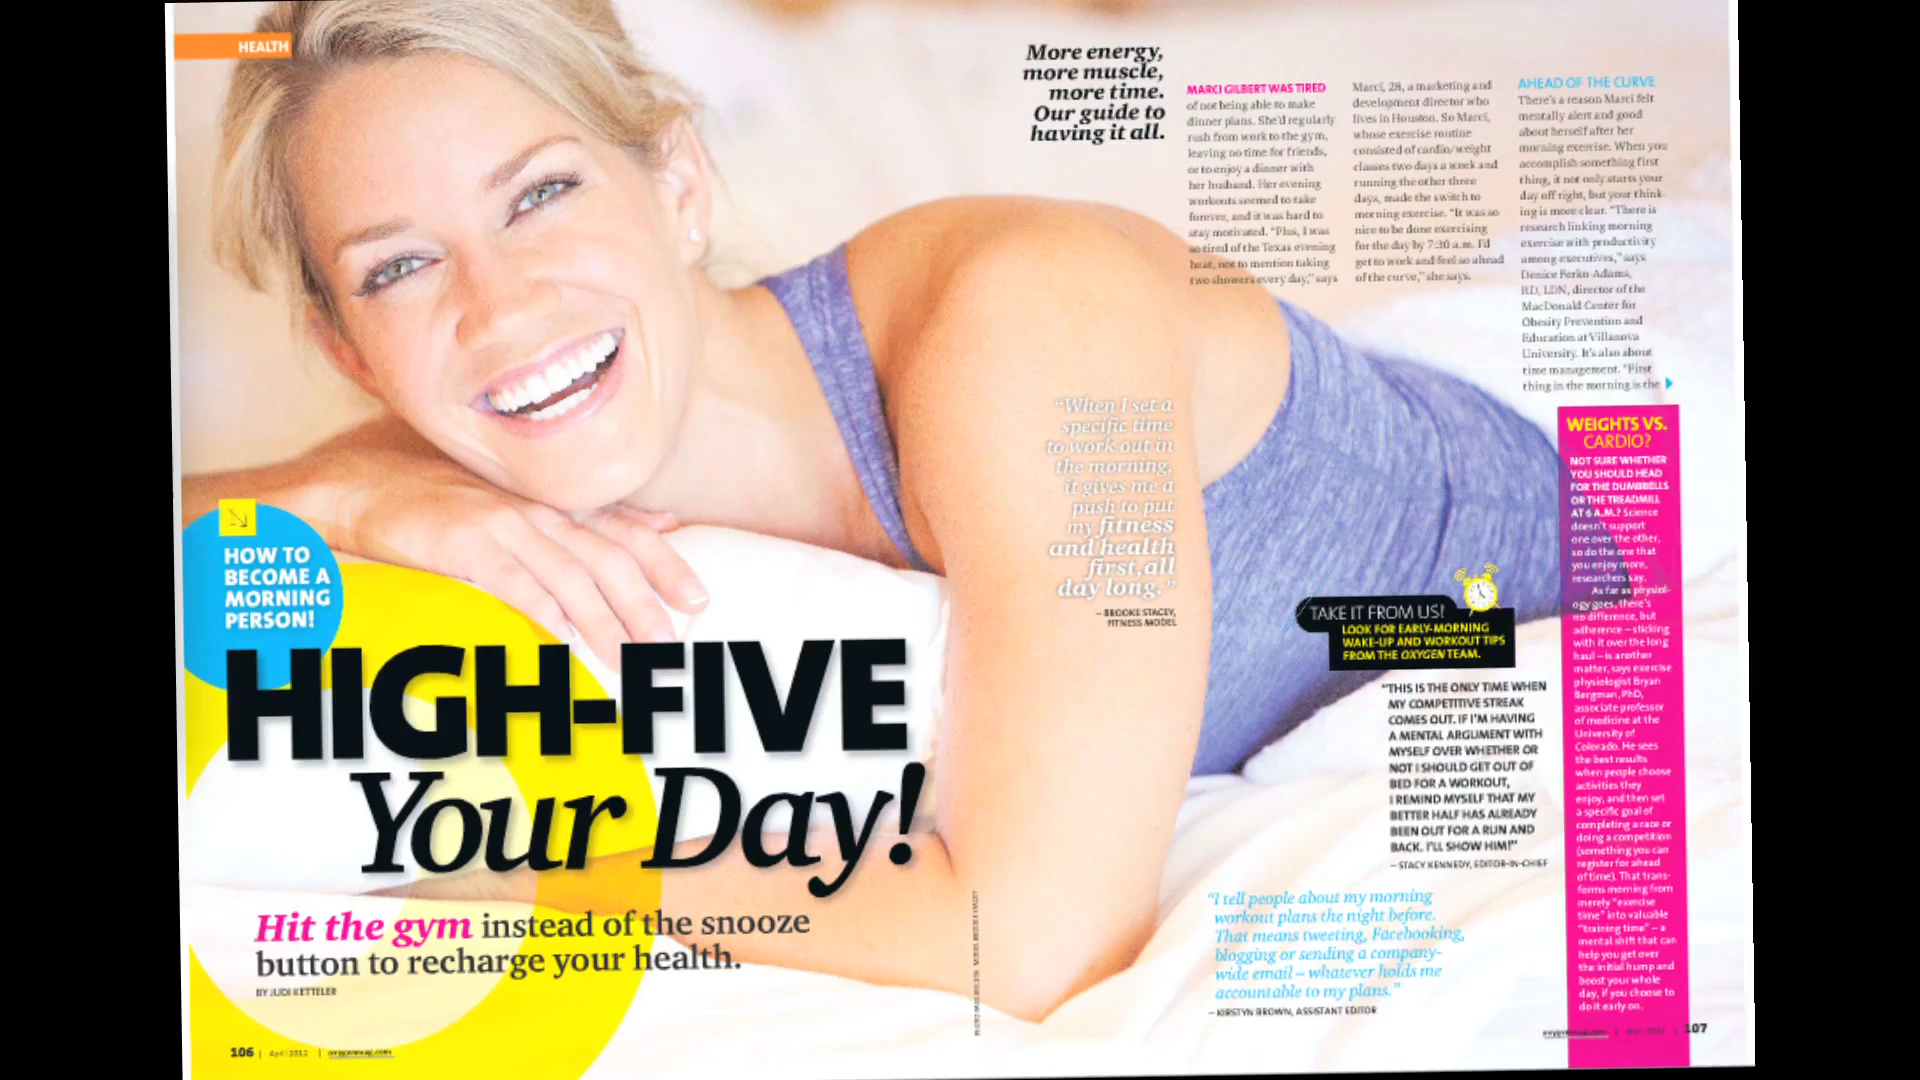 HEALTH
More energy,
more muscle,
more time.
Our guide to
having it all.
MARCI GILBERT WAS TIRED
of not being able to make
dinner plans. She'd regularly
rush from work to the gym,
leaving no time for friends,
or to enjoy a dinner with
her husband. Her evening
workouts seemed to take
forever, and it was hard to
stay motivated. "Plus, I was
so tired of the Texas evening
heat, not to mention taking
two showers every day," says
Marci, 28, a marketing and
development director who
lives in Houston. So Marci,
whose exercise routine
consisted of cardio/weight
classes two days a week and
running the other three
days, made the switch to
morning exercise. "It was so
nice to be done exercising
for the day by 7:30 a.m. I'd
get to work and feel so ahead
of the curve," she says.
AHEAD OF THE CURVE
There's a reason Marci felt
mentally alert and good
about herself after her
morning exercise. When you
accomplish something first
thing, it not only starts your
day off right, but your think-
ing is more clear. "There is
research linking morning
exercise with productivity
among executives," says
Denice Ferko-Adams,
RD, LDN, director of the
MacDonald Center for
Obesity Prevention and
Education at Villanova
University. It's also about
time management. "First
thing in the morning is the
"When I set a
specific time
to work out in
the morning,
it gives me a
push to put
my fitness
and health
first, all
day long."
– BROOKE STACEY,
FITNESS MODEL
HOW TO
BECOME A
MORNING
PERSON!
HIGH-FIVE
Your Day!
Hit the gym instead of the snooze
button to recharge your health.
BY JUDI KETTELER
TAKE IT FROM US!
LOOK FOR EARLY-MORNING
WAKE-UP AND WORKOUT TIPS
FROM THE OXYGEN TEAM.
"THIS IS THE ONLY TIME WHEN
MY COMPETITIVE STREAK
COMES OUT. IF I'M HAVING
A MENTAL ARGUMENT WITH
MYSELF OVER WHETHER OR
NOT I SHOULD GET OUT OF
BED FOR A WORKOUT,
I REMIND MYSELF THAT MY
BETTER HALF HAS ALREADY
BEEN OUT FOR A RUN AND
BACK. I'LL SHOW HIM!"
– STACY KENNEDY, EDITOR-IN-CHIEF
"I tell people about my morning
workout plans the night before.
That means tweeting, Facebooking,
blogging or sending a company-
wide email – whatever holds me
accountable to my plans."
– KIRSTYN BROWN, ASSISTANT EDITOR
WEIGHTS VS.
CARDIO?
NOT SURE WHETHER
YOU SHOULD HEAD
FOR THE DUMBBELLS
OR THE TREADMILL
AT 6 A.M.? Science
doesn't support
one over the other,
so do the one that
you enjoy more,
researchers say.
As far as physiol-
ogy goes, there's
no difference, but
adherence – sticking
with it over the long
haul – is another
matter, says exercise
physiologist Bryan
Bergman, PhD,
associate professor
of medicine at the
University of
Colorado. He sees
the best results
when people choose
activities they
enjoy, and then set
a specific goal of
completing a race or
doing a competition
(something you can
register for ahead
of time). That trans-
forms morning from
merely "exercise
time" into valuable
"training time" – a
mental shift that can
help you get over
the initial hump and
boost your whole
day, if you choose to
do it early on.
106 | April 2012 | oxygenmag.com
oxygenmag.com | April 2012 | 107